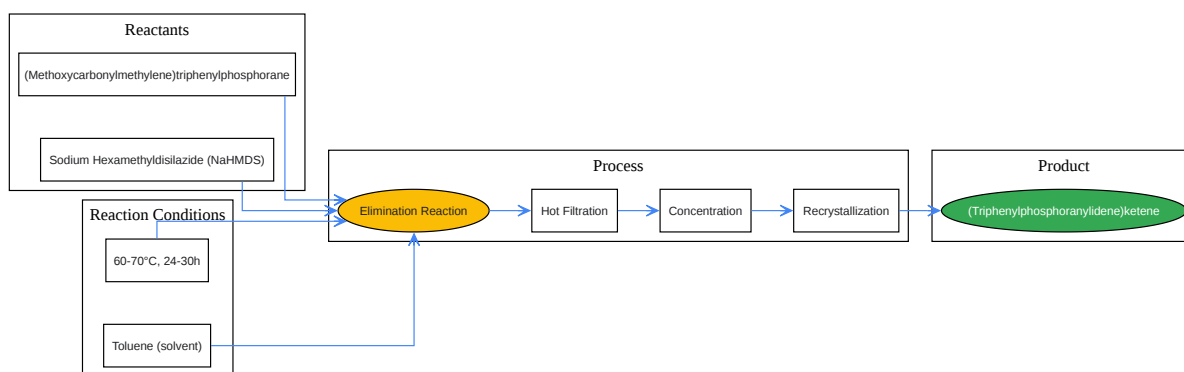 Reactants
(Methoxycarbonylmethylene)triphenylphosphorane
Sodium Hexamethyldisilazide (NaHMDS)
Reaction Conditions
60-70°C, 24-30h
Toluene (solvent)
Process
Elimination Reaction
Hot Filtration
Concentration
Recrystallization
Product
(Triphenylphosphoranylidene)ketene